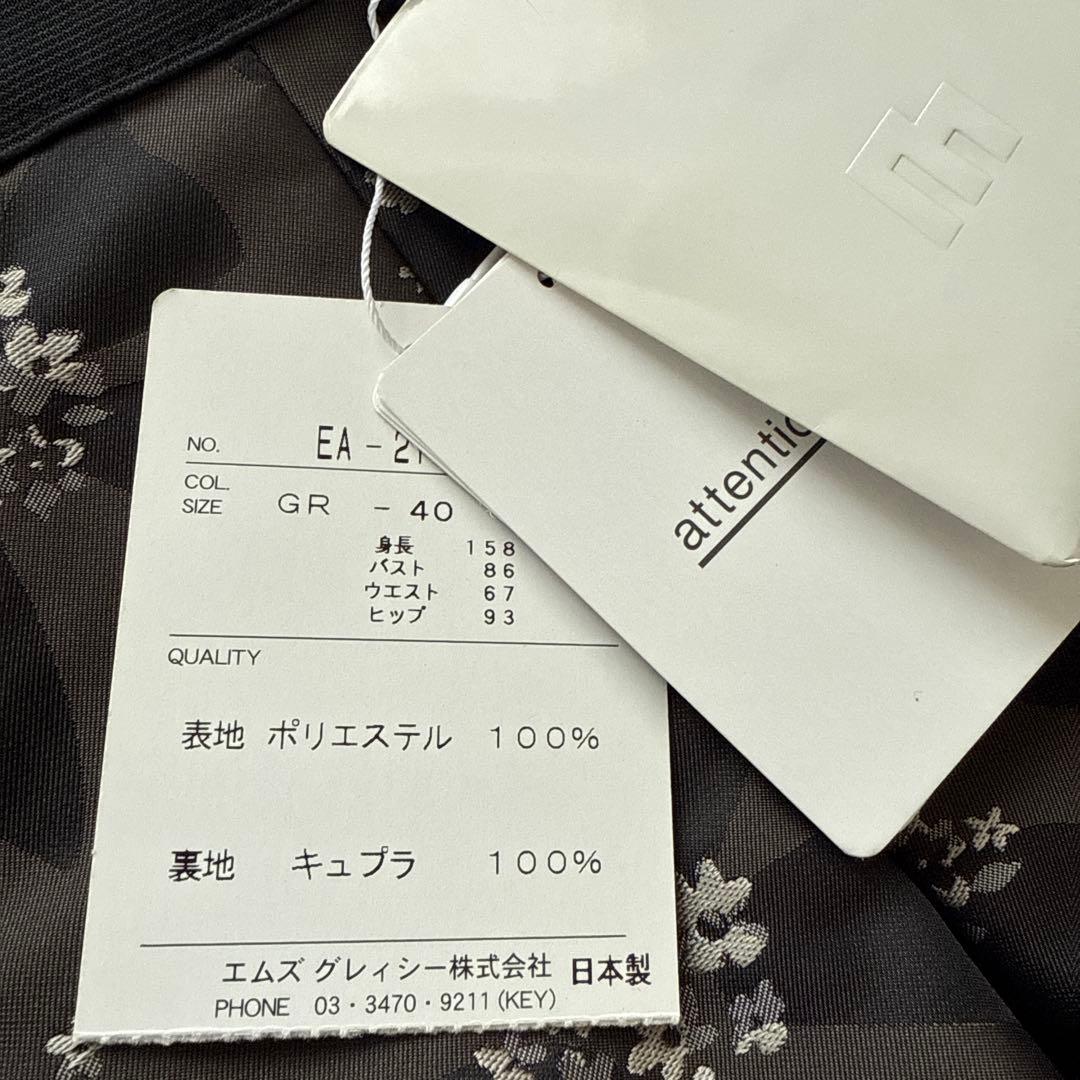 NO. EA-21
COL.
SIZE GR - 40
身長 158
バスト 86
ウエスト 67
ヒップ 93
QUALITY
表地 ポリエステル 100%
裏地 キュプラ 100%
エムズ グレィシー株式会社 日本製
PHONE 03・3470・9211(KEY)
attentio
m